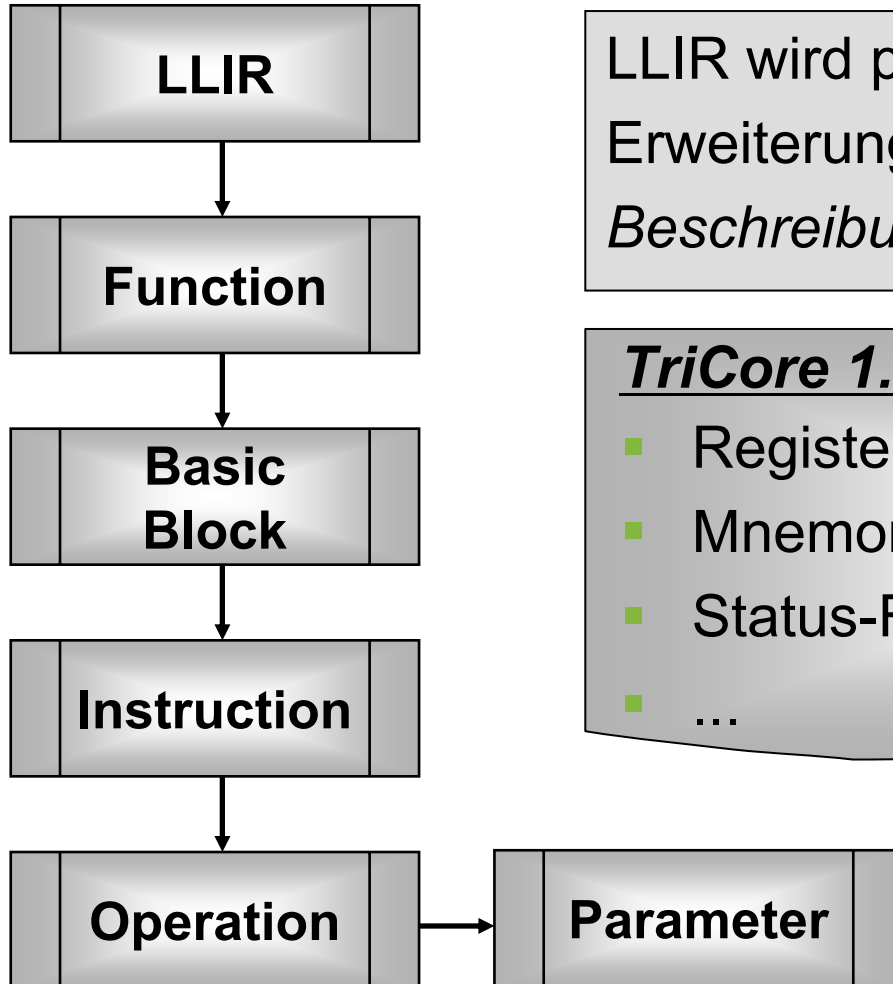 LLIR
Function
Basic
Block
Instruction
Operation
Parameter
LLIR wird p
Erweiterung
Beschreibu
TriCore 1.
Registe
Mnemor
Status-F
...